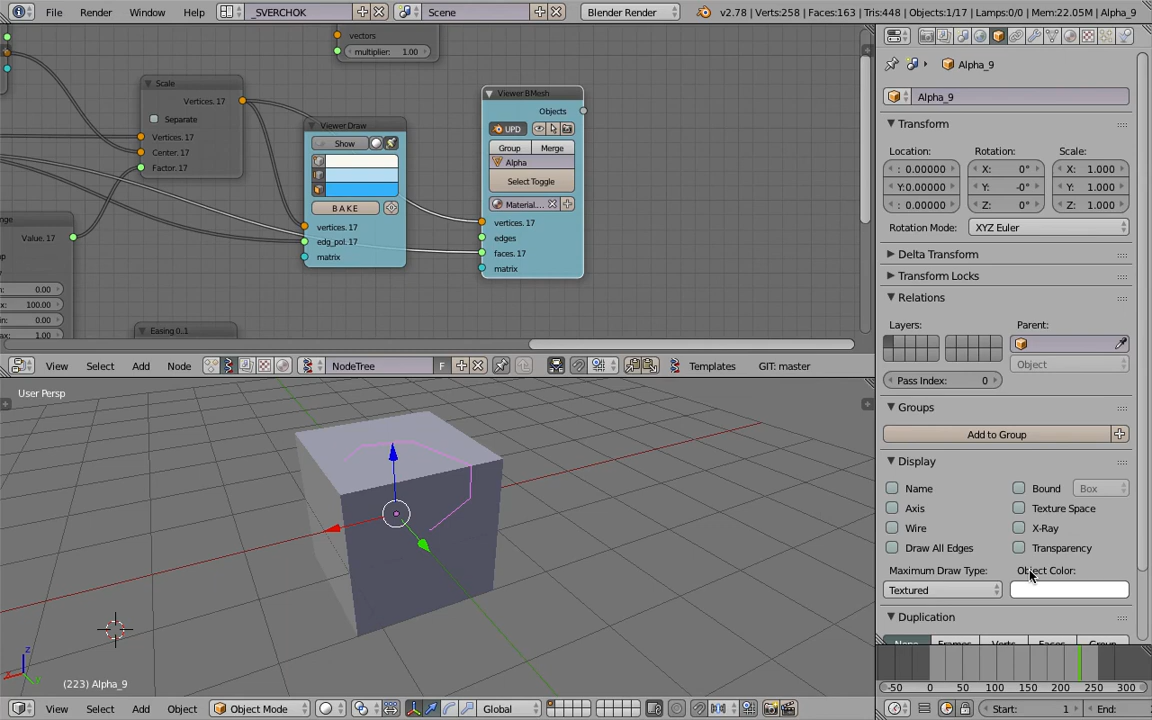 File Render Window Help _SVERCHOK Scene Blender Render v2.78 | Verts:258 | Faces:163 | Tris:448 | Objects:1/17 | Lamps:0/0 | Mem:22.05M | Alpha_9
vectors
multiplier: 1.00
Scale
Vertices. 17
Separate
Vertices. 17
Center. 17
Factor. 17
Viewer Draw
Show
BAKE
vertices. 17
edg_pol. 17
matrix
Viewer BMesh
Objects
UPD
Group Merge
Alpha
Select Toggle
Material...
vertices. 17
edges
faces. 17
matrix
nge
Value. 17
0.00
x: 100.00
in: 0.00
ax: 1.00
Easing 0..1
View Select Add Node NodeTree F Templates GIT: master
User Persp
z
x
y
(223) Alpha_9
View Select Add Object Object Mode Global
Alpha_9
Alpha_9
Transform
Location: Rotation: Scale:
: 0.00000 X: 0° X: 1.000
Y:0.00000 Y: -0° Y: 1.000
: 0.00000 Z: 0° Z: 1.000
Rotation Mode: XYZ Euler
Delta Transform
Transform Locks
Relations
Layers: Parent:
Object
Pass Index: 0
Groups
Add to Group
Display
Name Bound Box
Axis Texture Space
Wire X-Ray
Draw All Edges Transparency
Maximum Draw Type: Object Color:
Textured
Duplication
None Frames Verts Faces Group
-50 0 50 100 150 200 250 300
Start: 1 End: